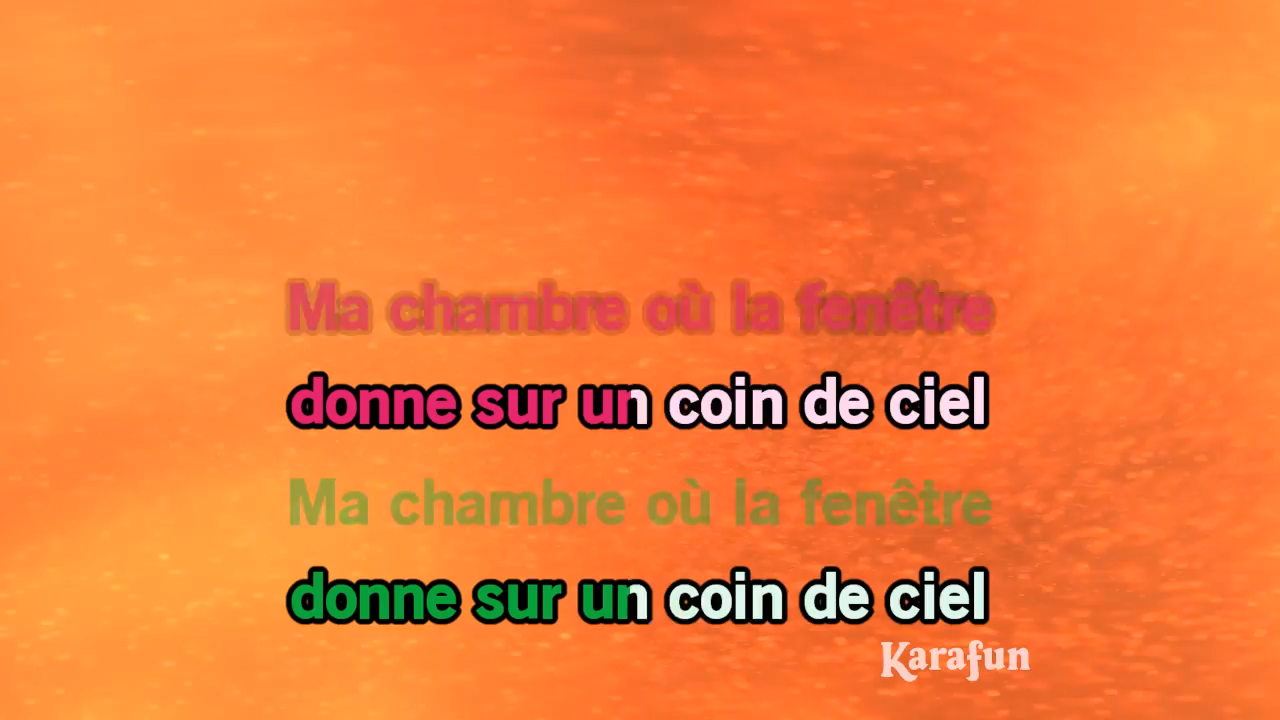 Ma chambre où la fenêtre
donne sur un coin de ciel
Ma chambre où la fenêtre
donne sur un coin de ciel
Karafun